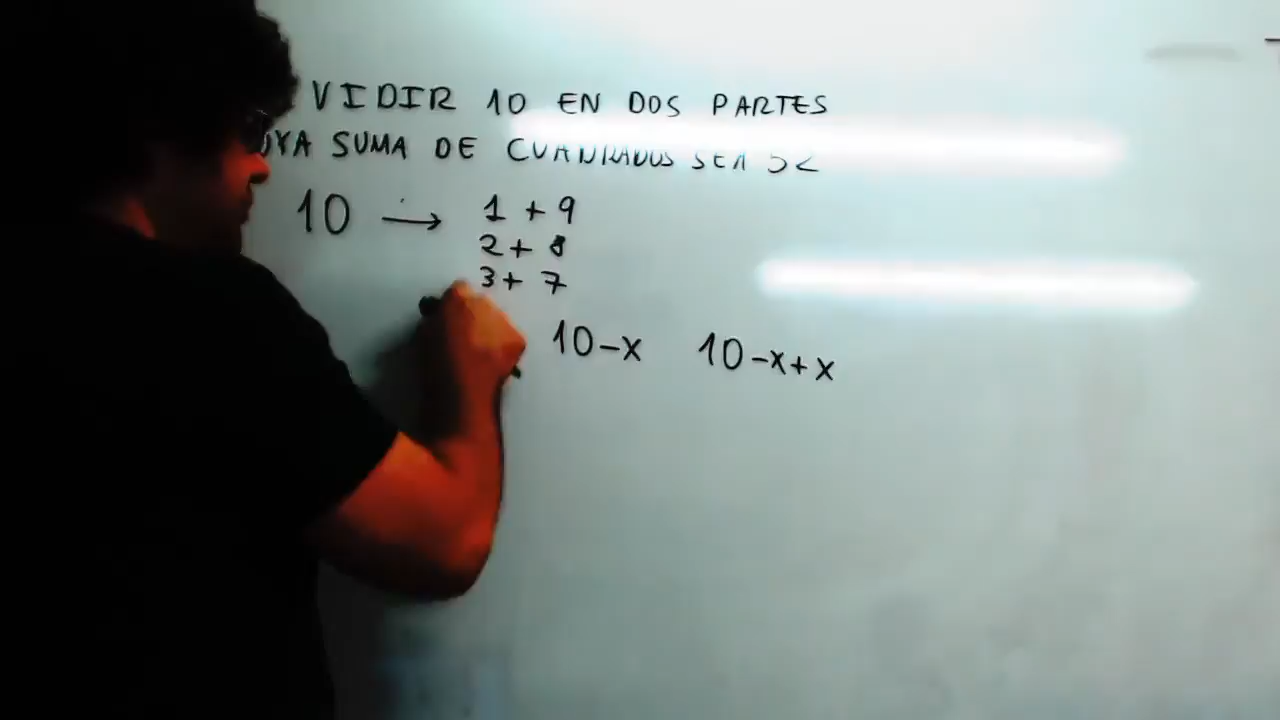 VIDIR 10 EN DOS PARTES
YA SUMA DE CUADRADOS SEA 52
10 → 1 + 9
2 + 8
3 + 7
10-x 10-x+x